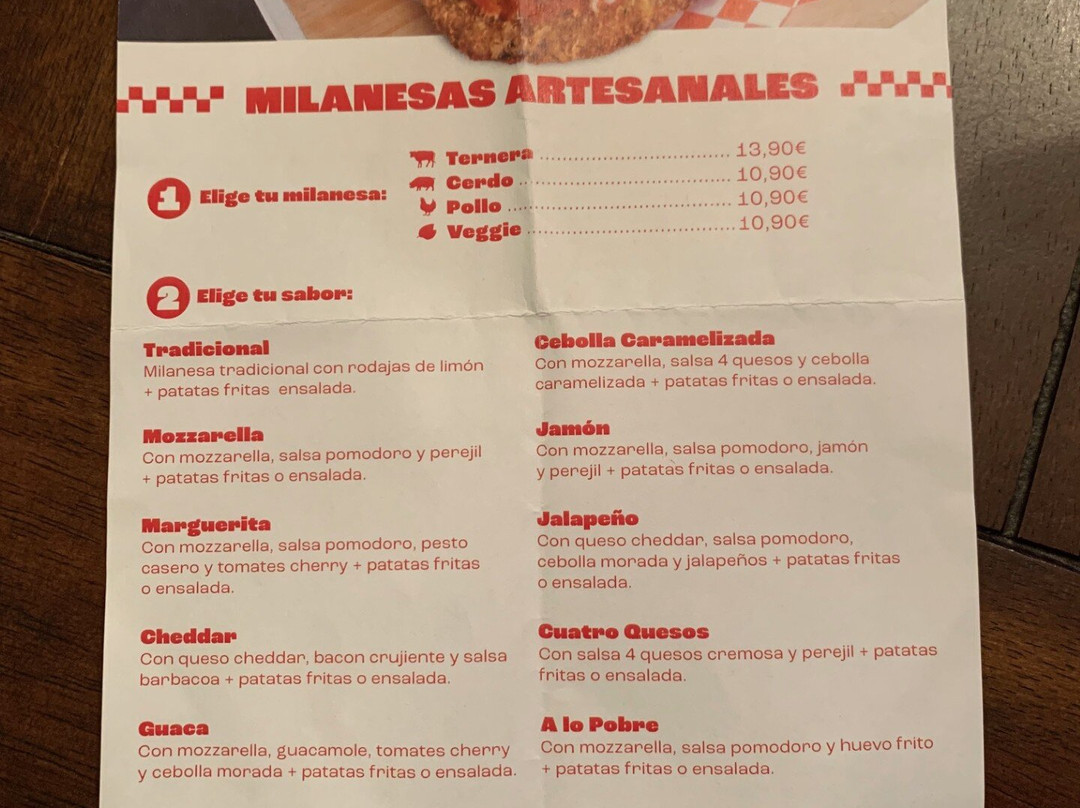 MILANESAS ARTESANALES
1 Elige tu milanesa:
Ternera ........................................ 13,90€
Cerdo ........................................ 10,90€
Pollo ........................................ 10,90€
Veggie ........................................ 10,90€
2 Elige tu sabor:
Tradicional
Milanesa tradicional con rodajas de limón
+ patatas fritas ensalada.
Mozzarella
Con mozzarella, salsa pomodoro y perejil
+ patatas fritas o ensalada.
Marguerita
Con mozzarella, salsa pomodoro, pesto
casero y tomates cherry + patatas fritas
o ensalada.
Cheddar
Con queso cheddar, bacon crujiente y salsa
barbacoa + patatas fritas o ensalada.
Guaca
Con mozzarella, guacamole, tomates cherry
y cebolla morada + patatas fritas o ensalada.
Cebolla Caramelizada
Con mozzarella, salsa 4 quesos y cebolla
caramelizada + patatas fritas o ensalada.
Jamón
Con mozzarella, salsa pomodoro, jamón
y perejil + patatas fritas o ensalada.
Jalapeño
Con queso cheddar, salsa pomodoro,
cebolla morada y jalapeños + patatas fritas
o ensalada.
Cuatro Quesos
Con salsa 4 quesos cremosa y perejil + patatas
fritas o ensalada.
A lo Pobre
Con mozzarella, salsa pomodoro y huevo frito
+ patatas fritas o ensalada.